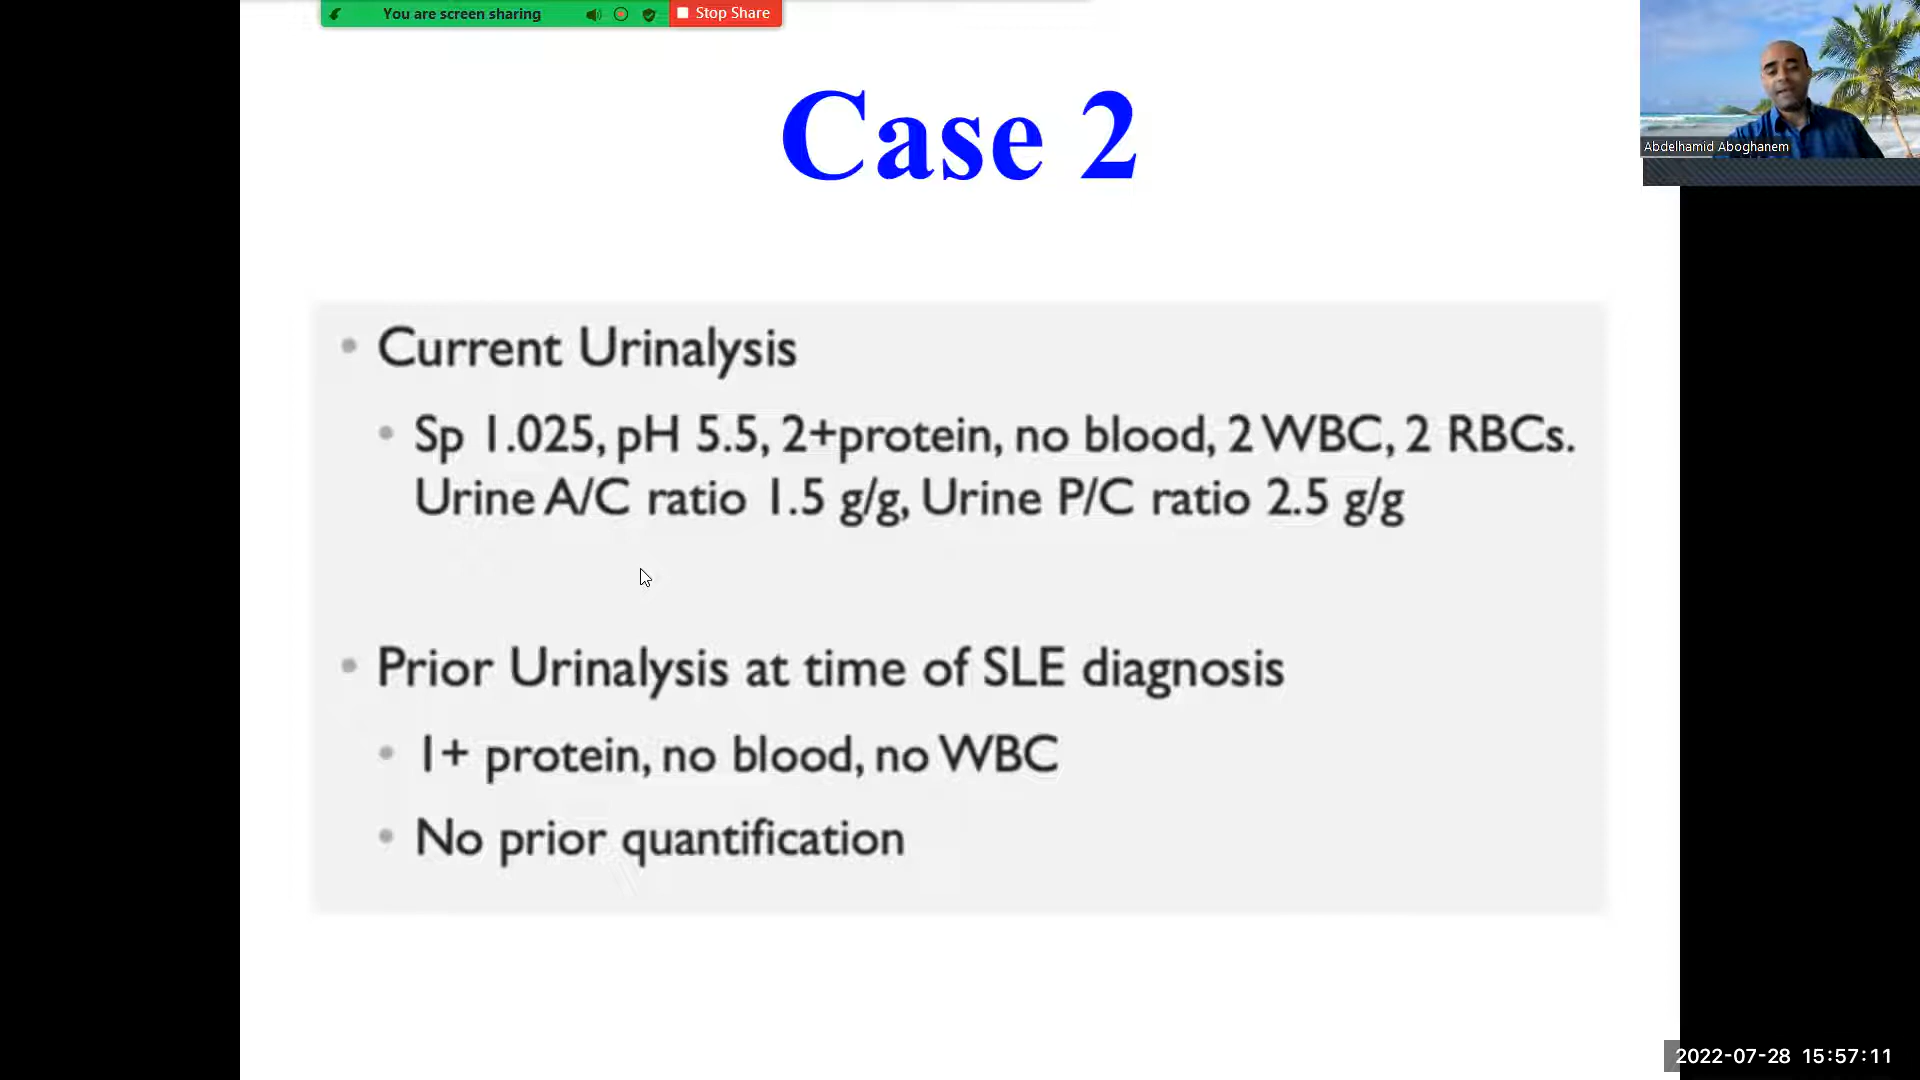 You are screen sharing
Stop Share
Case 2
Abdelhamid Aboghanem
• Current Urinalysis
• Sp 1.025, pH 5.5, 2+protein, no blood, 2 WBC, 2 RBCs.
Urine A/C ratio 1.5 g/g, Urine P/C ratio 2.5 g/g
• Prior Urinalysis at time of SLE diagnosis
• 1+ protein, no blood, no WBC
• No prior quantification
2022-07-28 15:57:11